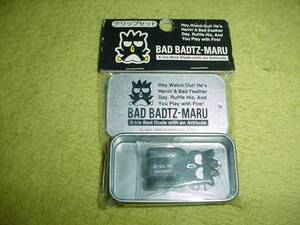 クリップセット
Hey, Watch Out! He's
Havin' A Bad Feather
Day. Ruffle His, And
You Play with Fire!
BAD BADTZ-MARU
X-tra Bad Dude with an Attitude
Hey, Watch Out! He's
Havin' A Bad Feather
Day. Ruffle His, And
You Play with Fire!
BAD BADTZ-MARU
X-tra Bad Dude with an Attitude
SANRIO